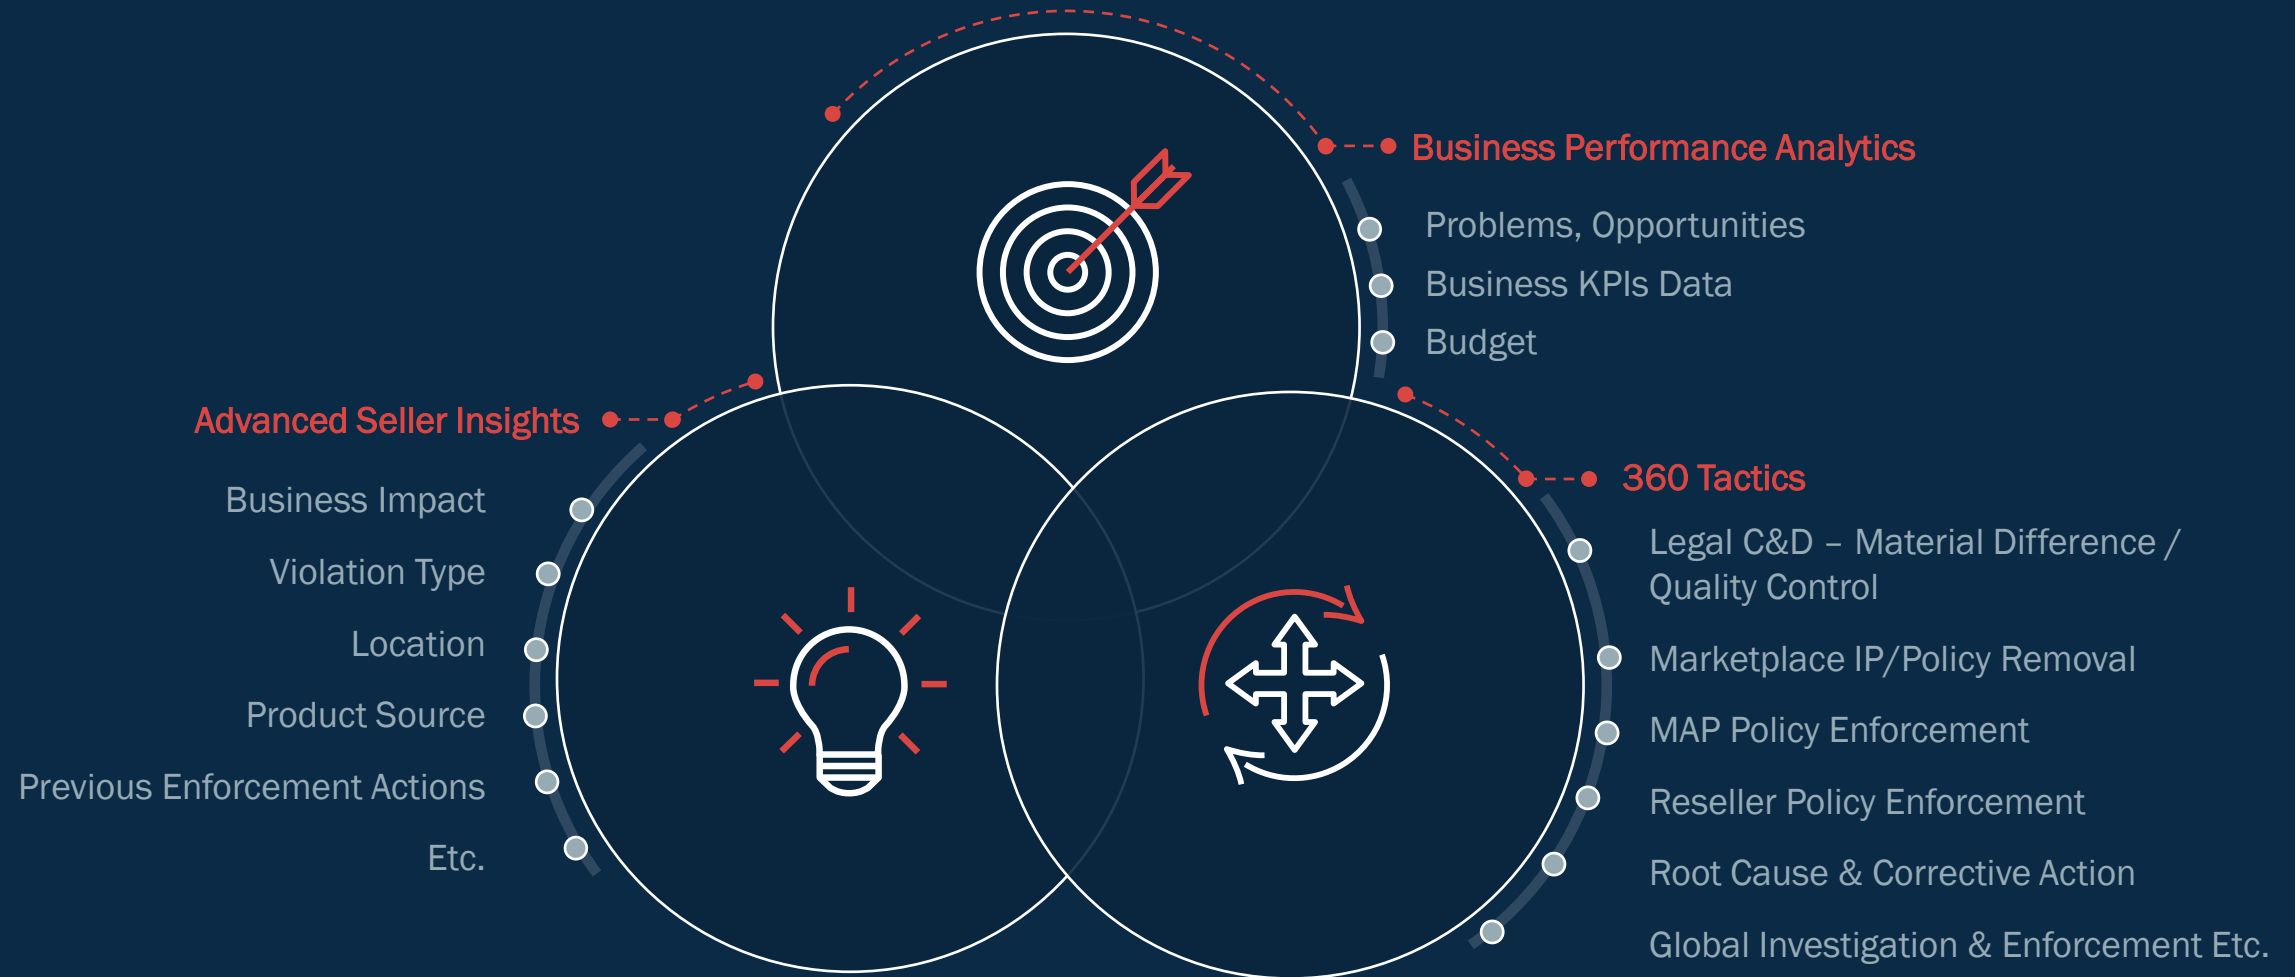 Business Performance Analytics
Problems, Opportunities
Business KPIs Data
Budget
Advanced Seller Insights
Business Impact
Violation Type
Location
Product Source
Previous Enforcement Actions
Etc.
360 Tactics
Legal C&D – Material Difference /
Quality Control
Marketplace IP/Policy Removal
MAP Policy Enforcement
Reseller Policy Enforcement
Root Cause & Corrective Action
Global Investigation & Enforcement Etc.